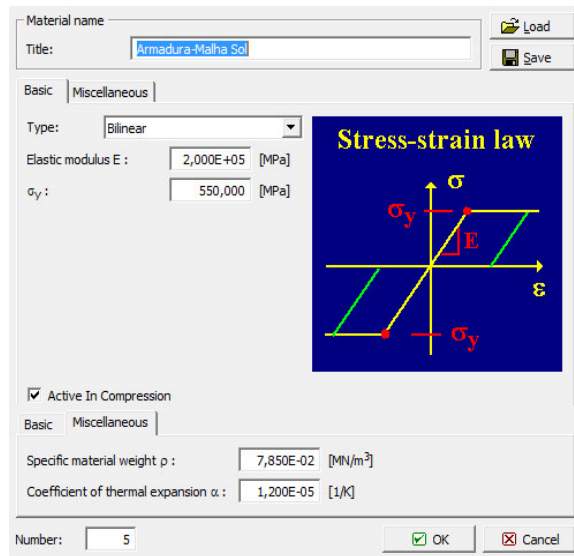 Material name
Title: Armadura-Malha Sol
Load
Save
Basic Miscellaneous
Type: Bilinear
Elastic modulus E : 2,000E+05 [MPa]
σy : 550,000 [MPa]
Stress-strain law
σ
σy
E
ε
σy
Active In Compression
Basic Miscellaneous
Specific material weight ρ : 7,850E-02 [MN/m³]
Coefficient of thermal expansion α : 1,200E-05 [1/K]
Number: 5 OK Cancel